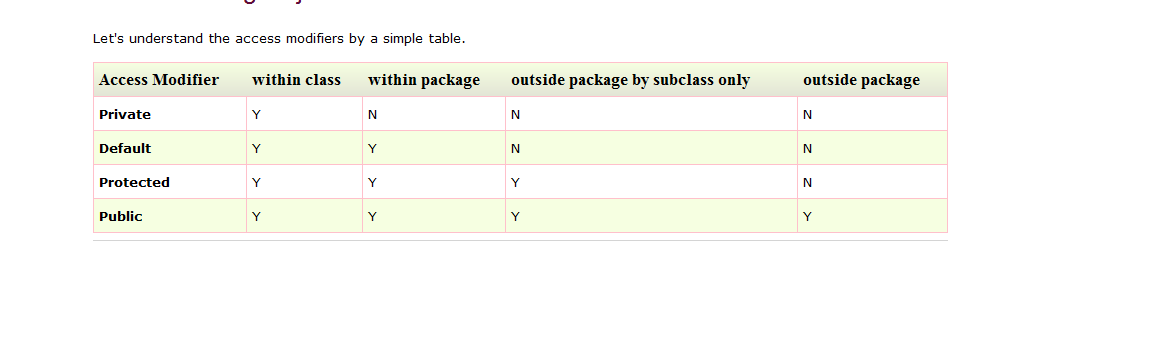 Let's understand the access modifiers by a simple table.
Access Modifier within class within package outside package by subclass only outside package
Private Y N N N
Default Y Y N N
Protected Y Y Y N
Public Y Y Y Y